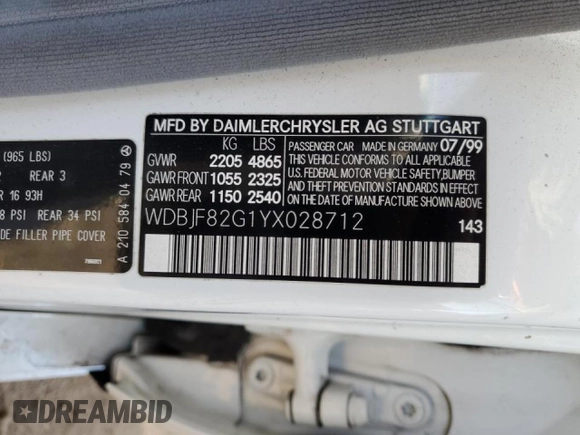 (965 LBS)
REAR 3
R 16 93H
8 PSI REAR 34 PSI
DE FILLER PIPE COVER
A 210 584 04 79
MFD BY DAIMLERCHRYSLER AG STUTTGART
KG LBS
GVWR 2205 4865
GAWR FRONT 1055 2325
GAWR REAR 1150 2540
PASSENGER CAR MADE IN GERMANY 07/99
THIS VEHICLE CONFORMS TO ALL APPLICABLE
U.S. FEDERAL MOTOR VEHICLE SAFETY,BUMPER
AND THEFT PREVENTION STANDARDS IN EFFECT
ON THE DATE OF MANUFACTURE SHOWN ABOVE.
WDBJF82G1YX028712
143
DREAMBID